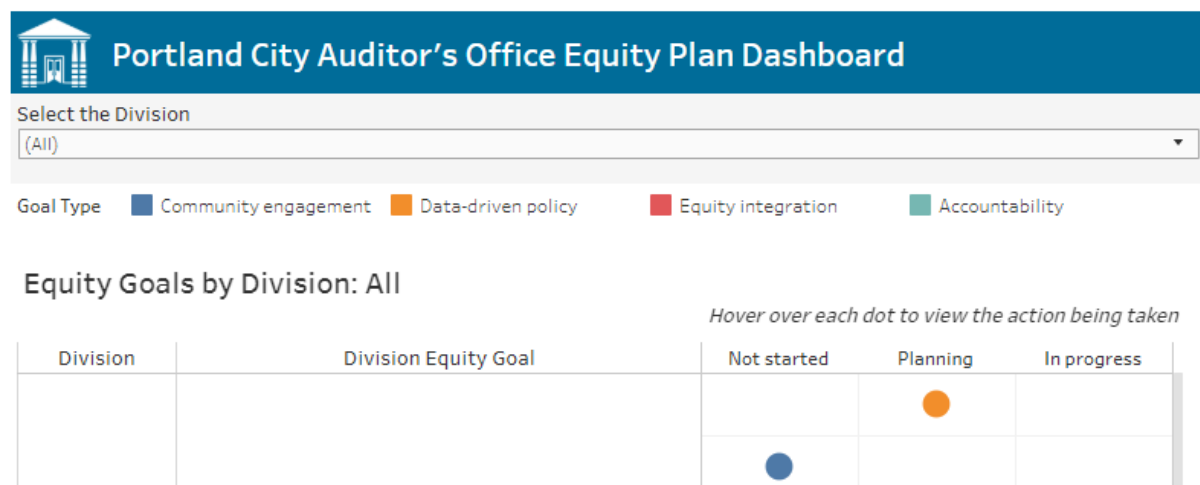 Portland City Auditor's Office Equity Plan Dashboard
Select the Division
(All)
Goal Type Community engagement Data-driven policy Equity integration Accountability
Equity Goals by Division: All
Hover over each dot to view the action being taken
Division Division Equity Goal Not started Planning In progress